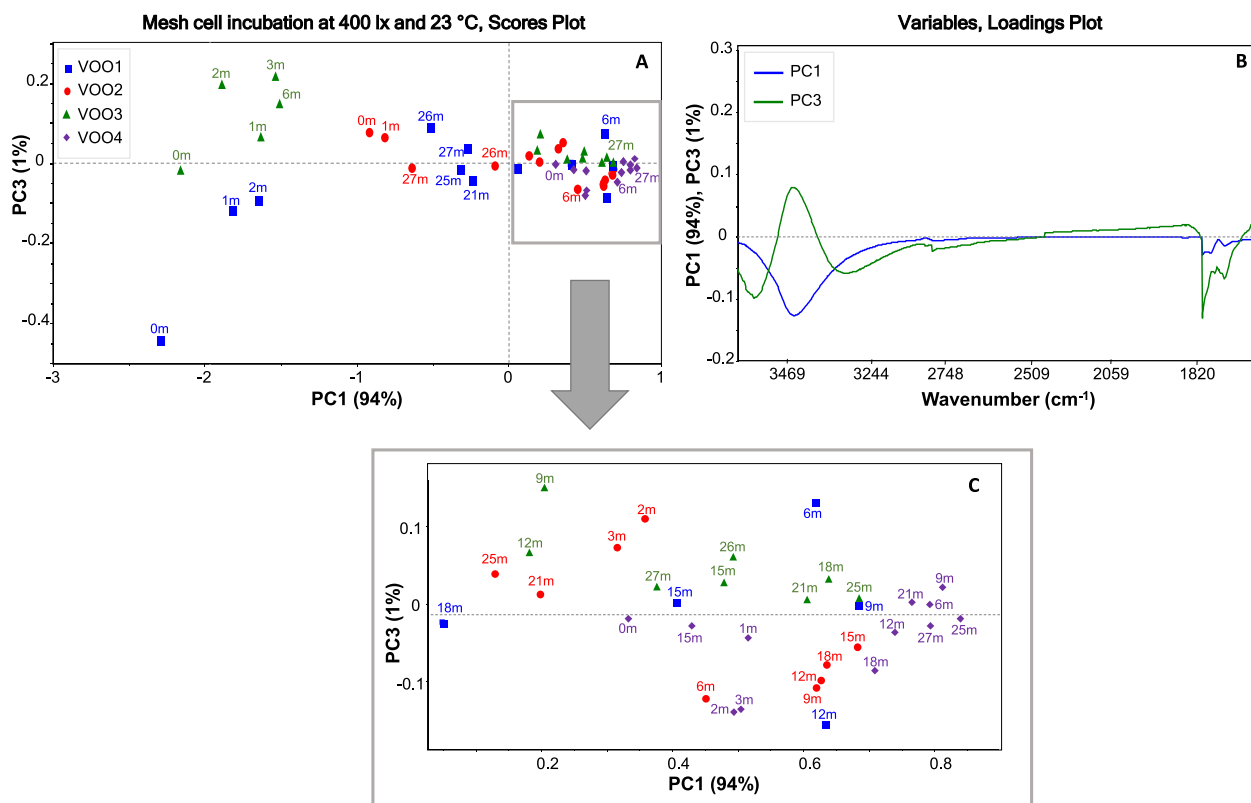 Mesh cell incubation at 400 lx and 23 °C, Scores Plot
A
VOO1
VOO2
VOO3
VOO4
0.2
0
-0.2
-0.4
PC3 (1%)
-3
-2
-1
0
1
PC1 (94%)
2m
3m
6m
1m
0m
0m
1m
26m
6m
27m
27m
26m
27m
25m
21m
0m
6m
6m
27m
1m
2m
0m
Variables, Loadings Plot
B
PC1
PC3
0.3
0.2
0.1
0
-0.1
-0.2
PC1 (94%), PC3 (1%)
3469
3244
2748
2509
2059
1820
Wavenumber (cm⁻¹)
C
0.1
0
-0.1
PC3 (1%)
9m
2m
6m
3m
12m
26m
25m
21m
27m
15m
18m
21m
25m
9m
18m
15m
9m
21m
6m
0m
15m
1m
12m
27m
25m
15m
18m
18m
12m
9m
6m
2m
3m
12m
0.2
0.4
0.6
0.8
PC1 (94%)